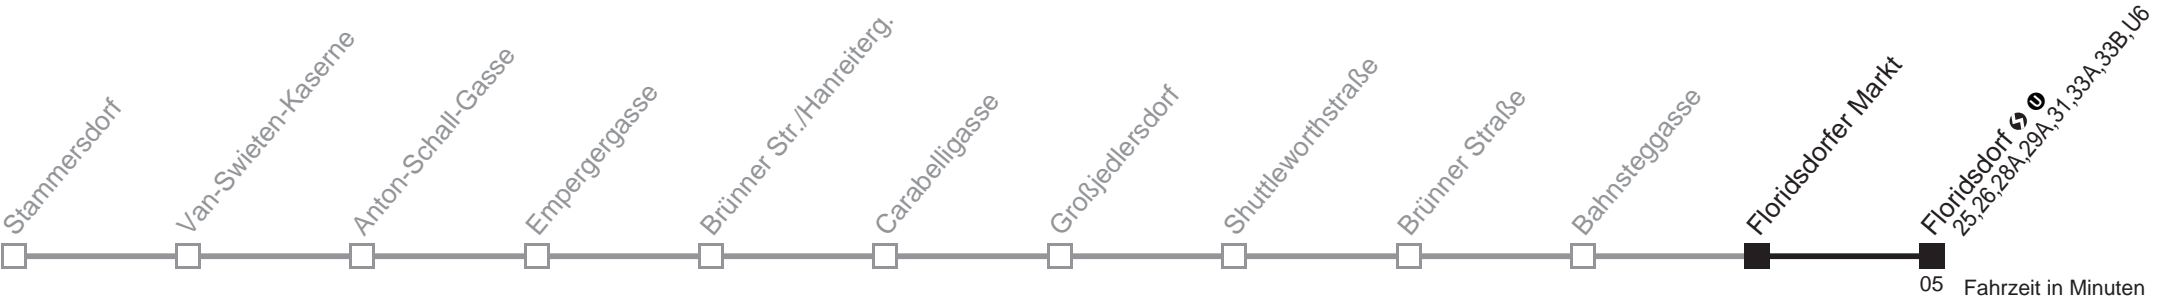 Stammersdorf
Van-Swieten-Kaserne
Anton-Schall-Gasse
Empergergasse
Brünner Str./Hanreiterg.
Carabelligasse
Großjedlersdorf
Shuttleworthstraße
Brünner Straße
Bahnsteggasse
Floridsdorfer Markt
Floridsdorf S U
25,26,28A,29A,31,33A,33B,U6
05 Fahrzeit in Minuten